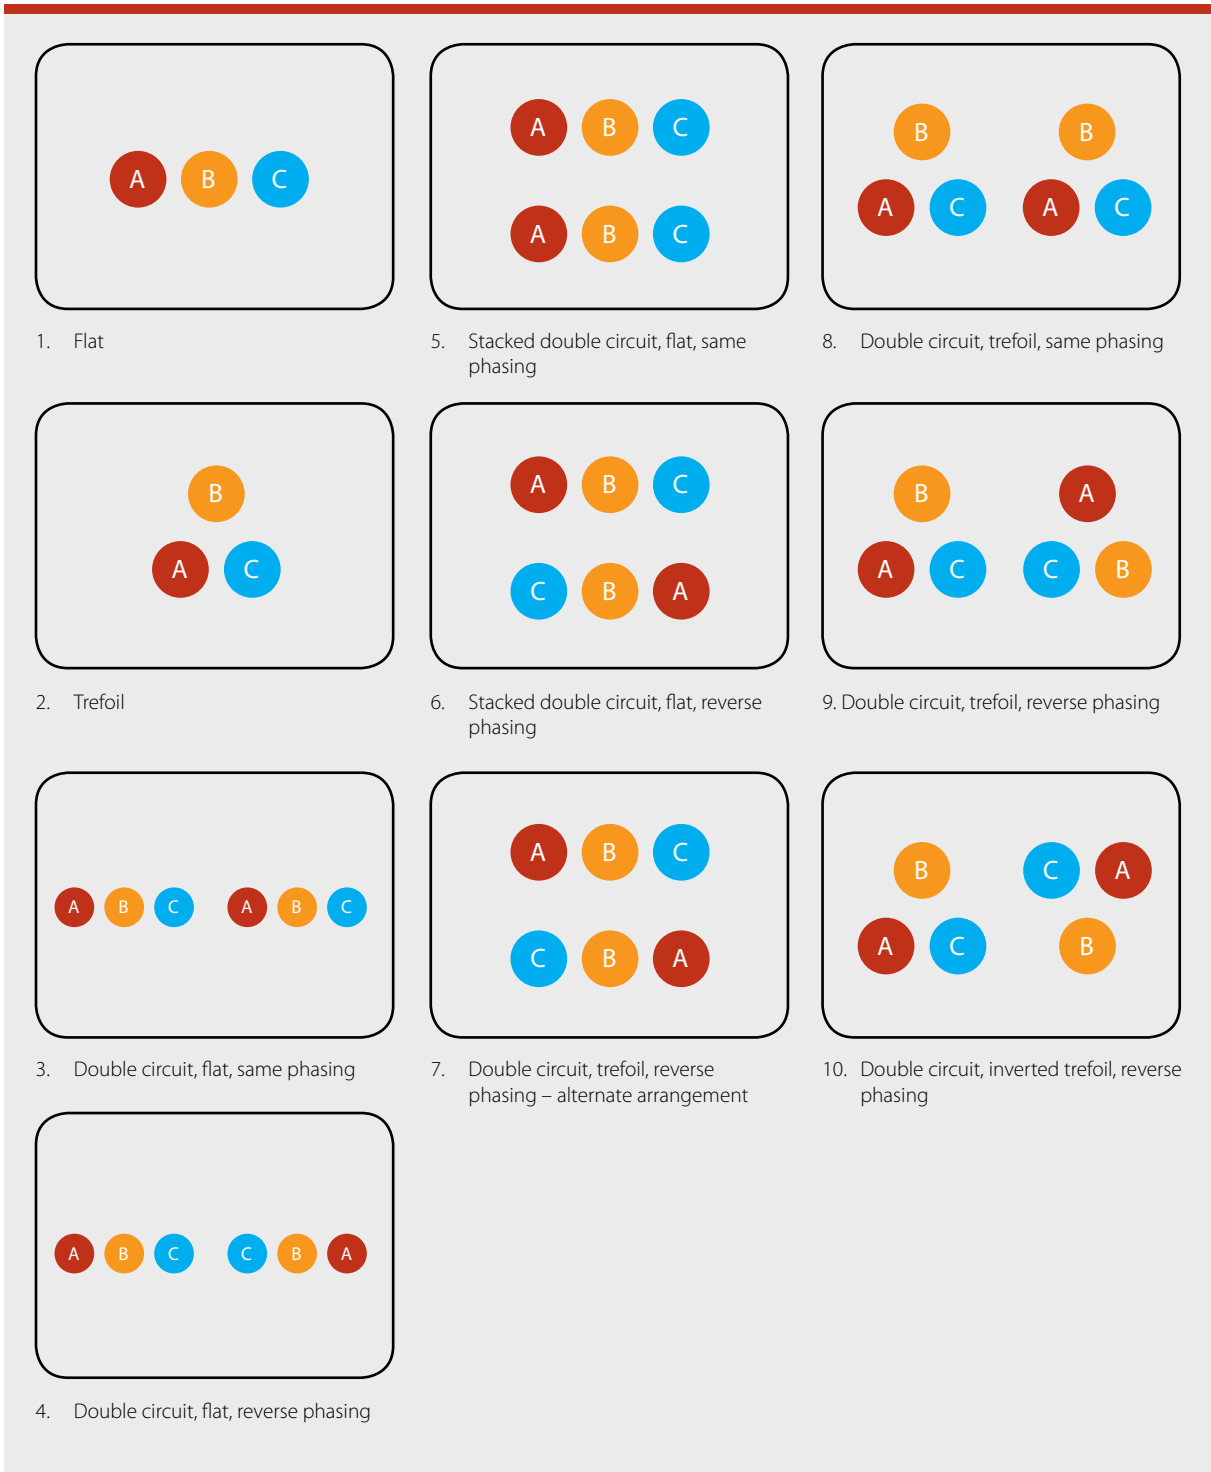 A B C
1. Flat
B
A C
2. Trefoil
A B C A B C
3. Double circuit, flat, same phasing
A B C C B A
4. Double circuit, flat, reverse phasing
A B C
A B C
5. Stacked double circuit, flat, same
phasing
A B C
C B A
6. Stacked double circuit, flat, reverse
phasing
A B C
C B A
7. Double circuit, trefoil, reverse
phasing – alternate arrangement
B B
A C A C
8. Double circuit, trefoil, same phasing
B A
A C C B
9. Double circuit, trefoil, reverse phasing
B C A
A C B
10. Double circuit, inverted trefoil, reverse
phasing